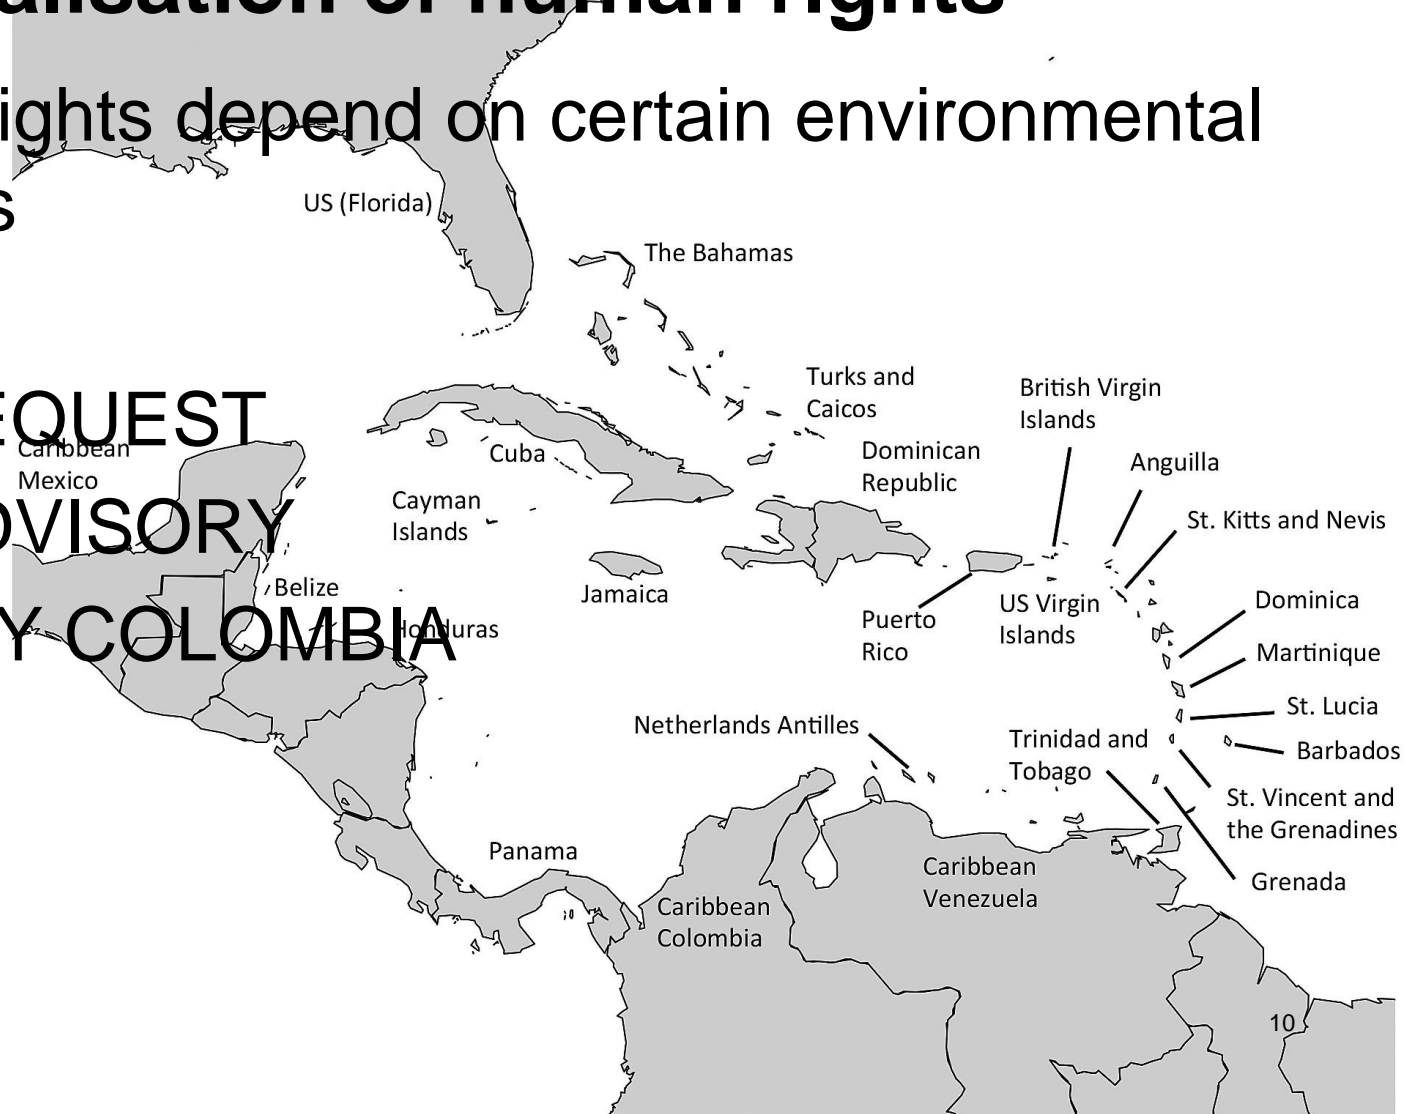 alisation of human rights
ights depend on certain environmental
s
US (Florida)
The Bahamas
EQUEST
Caribbean
Mexico
Turks and
Caicos
British Virgin
Islands
Cuba
Dominican
Republic
Anguilla
Cayman
Islands
DVISORY
St. Kitts and Nevis
Belize
Jamaica
Y COLOMBIA
Honduras
Puerto
Rico
US Virgin
Islands
Dominica
Martinique
St. Lucia
Netherlands Antilles
Trinidad and
Tobago
Barbados
St. Vincent and
the Grenadines
Panama
Caribbean
Venezuela
Grenada
Caribbean
Colombia
10